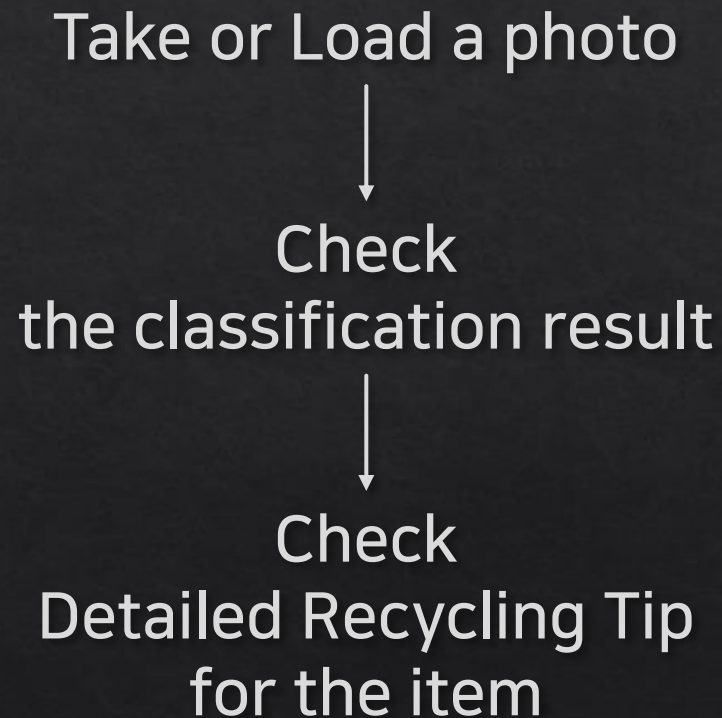 Take or Load a photo
Check
the classification result
Check
Detailed Recycling Tip
for the item